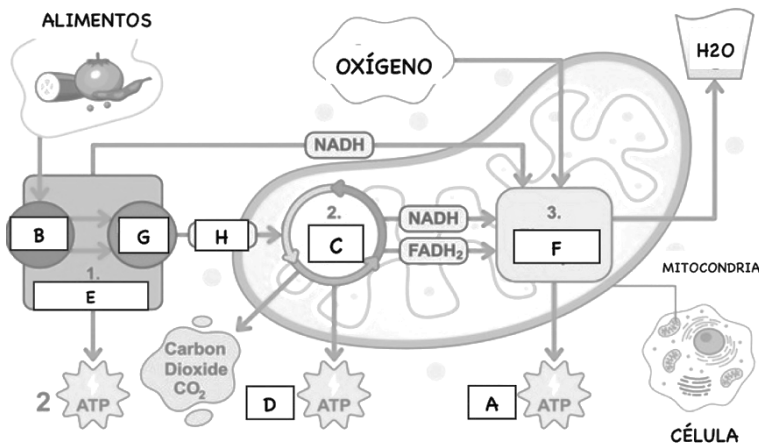 ALIMENTOS
OXÍGENO
H2O
NADH
B
G
H
2.
C
NADH
FADH₂
3.
F
1.
E
MITOCONDRIA
Carbon
Dioxide
CO₂
2
ATP
D
ATP
A
ATP
CÉLULA